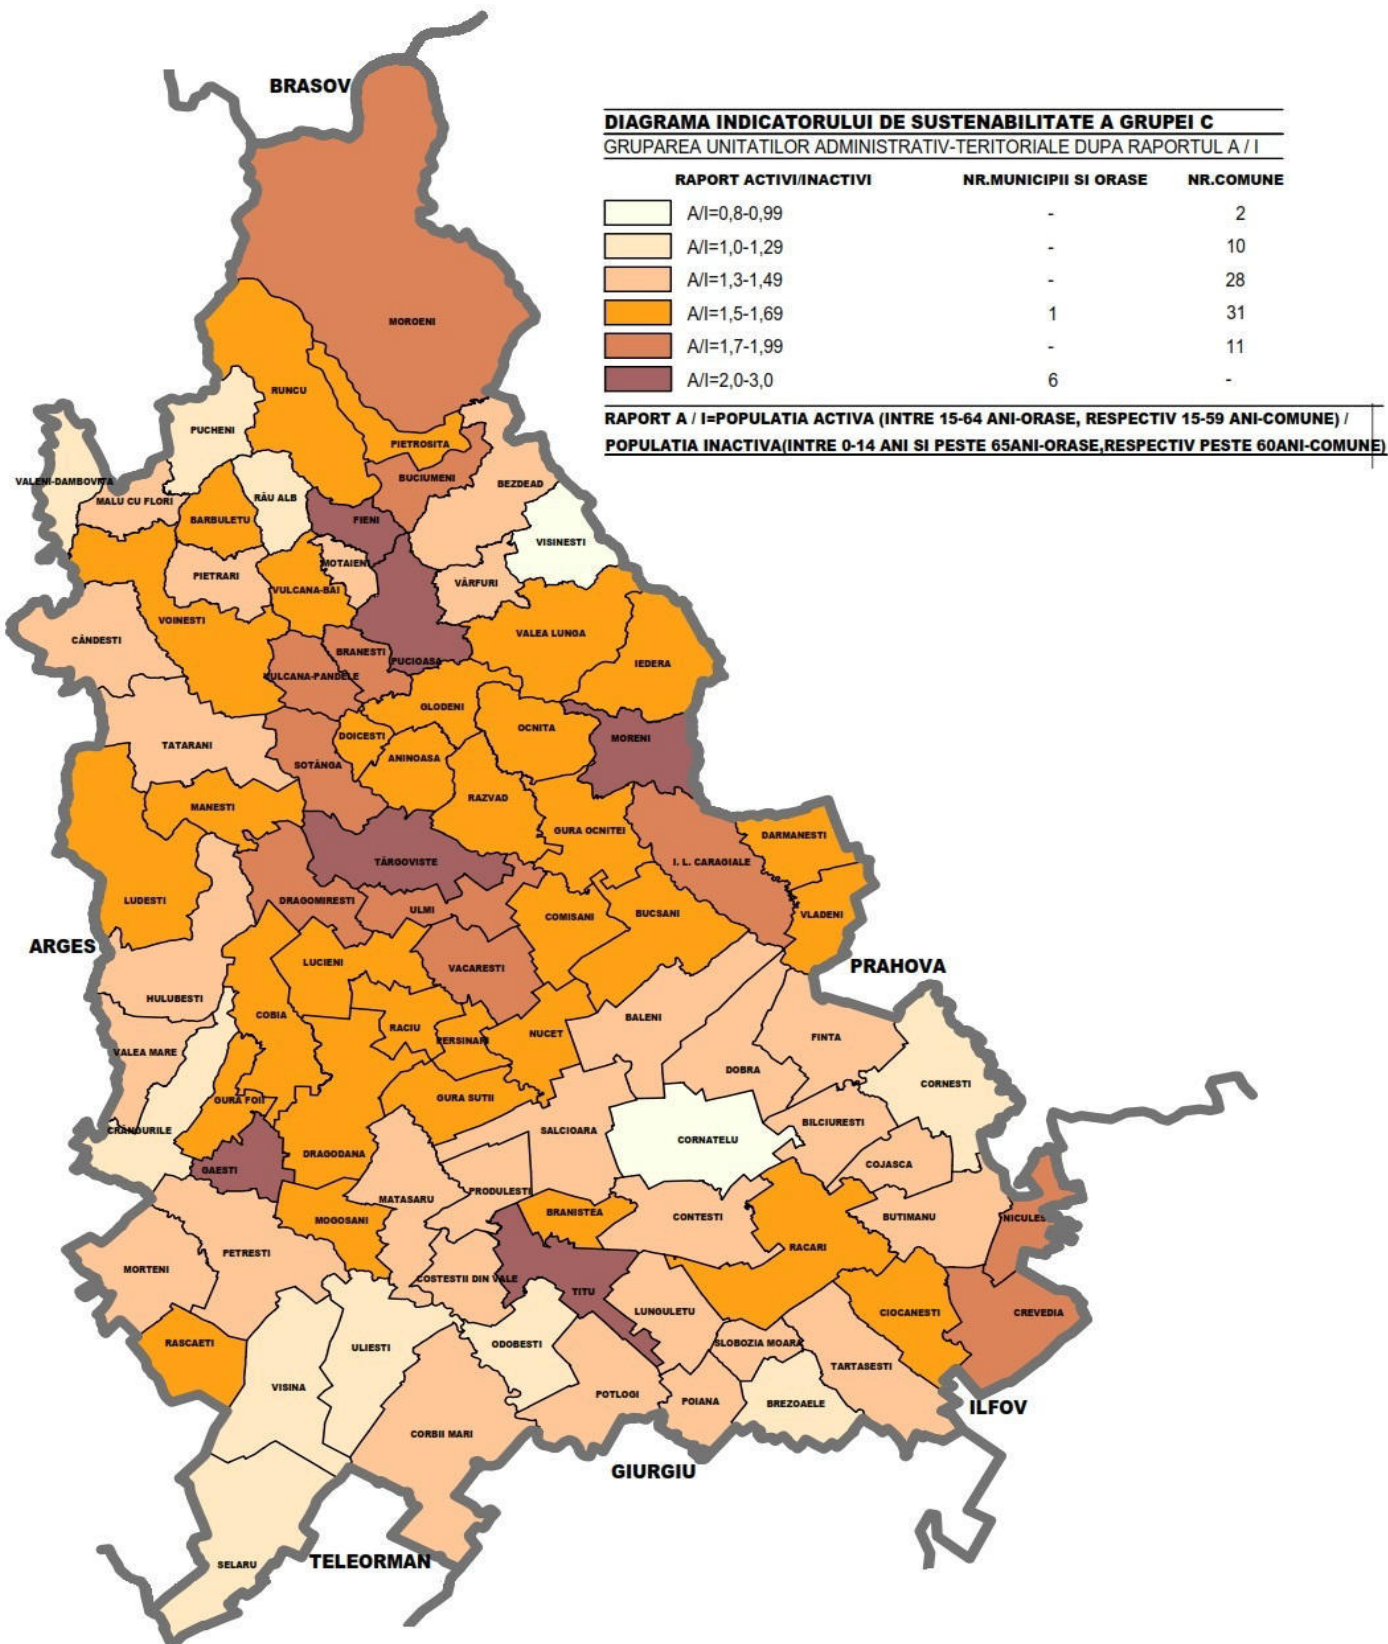 BRASOV
DIAGRAMA INDICATORULUI DE SUSTENABILITATE A GRUPEI C
GRUPAREA UNITATILOR ADMINISTRATIV-TERITORIALE DUPA RAPORTUL A / I
RAPORT ACTIVI/INACTIVI NR.MUNICIPII SI ORASE NR.COMUNE
A/I=0,8-0,99 - 2
A/I=1,0-1,29 - 10
A/I=1,3-1,49 - 28
A/I=1,5-1,69 1 31
A/I=1,7-1,99 - 11
A/I=2,0-3,0 6 -
RAPORT A / I=POPULATIA ACTIVA (INTRE 15-64 ANI-ORASE, RESPECTIV 15-59 ANI-COMUNE) /
POPULATIA INACTIVA(INTRE 0-14 ANI SI PESTE 65ANI-ORASE,RESPECTIV PESTE 60ANI-COMUNE)
MOROENI
RUNCU
PUCHENI
PIETROSITA
VALENI-DAMBOVITA
MALU CU FLORI
RÂU ALB
BUCIUMENI
BEZDEAD
BARBULETU
FIENI
VISINESTI
PIETRARI
MOTAIENI
VULCANA-BAI
VÂRFURI
VOINESTI
CÂNDESTI
BRANESTI
PUCIOASA
VALEA LUNGA
IEDERA
VULCANA-PANDELE
GLODENI
TATARANI
SOTÂNGA
DOICESTI
ANINOASA
OCNITA
MORENI
MANESTI
RAZVAD
GURA OCNITEI
DARMANESTI
TÂRGOVISTE
I. L. CARAGIALE
LUDESTI
DRAGOMIRESTI
ULMI
COMISANI
BUCSANI
VLADENI
ARGES
LUCIENI
VACARESTI
PRAHOVA
HULUBESTI
COBIA
RACIU
PERSINARI
NUCET
BALENI
FINTA
VALEA MARE
DOBRA
CORNESTI
GURA FOII
GURA SUTII
CRANGURILE
SALCIOARA
CORNATELU
BILCIURESTI
GAESTI
DRAGODANA
COJASCA
MATASARU
PRODULESTI
MOGOSANI
BRANISTEA
CONTESTI
BUTIMANU
NICULES
PETRESTI
RACARI
MORTENI
COSTESTII DIN VALE
TITU
LUNGULETU
CIOCANESTI
CREVEDIA
RASCAETI
ULIESTI
ODOBESTI
SLOBOZIA MOARA
TARTASESTI
VISINA
POTLOGI
POIANA
BREZOAELE
ILFOV
CORBII MARI
GIURGIU
SELARU
TELEORMAN